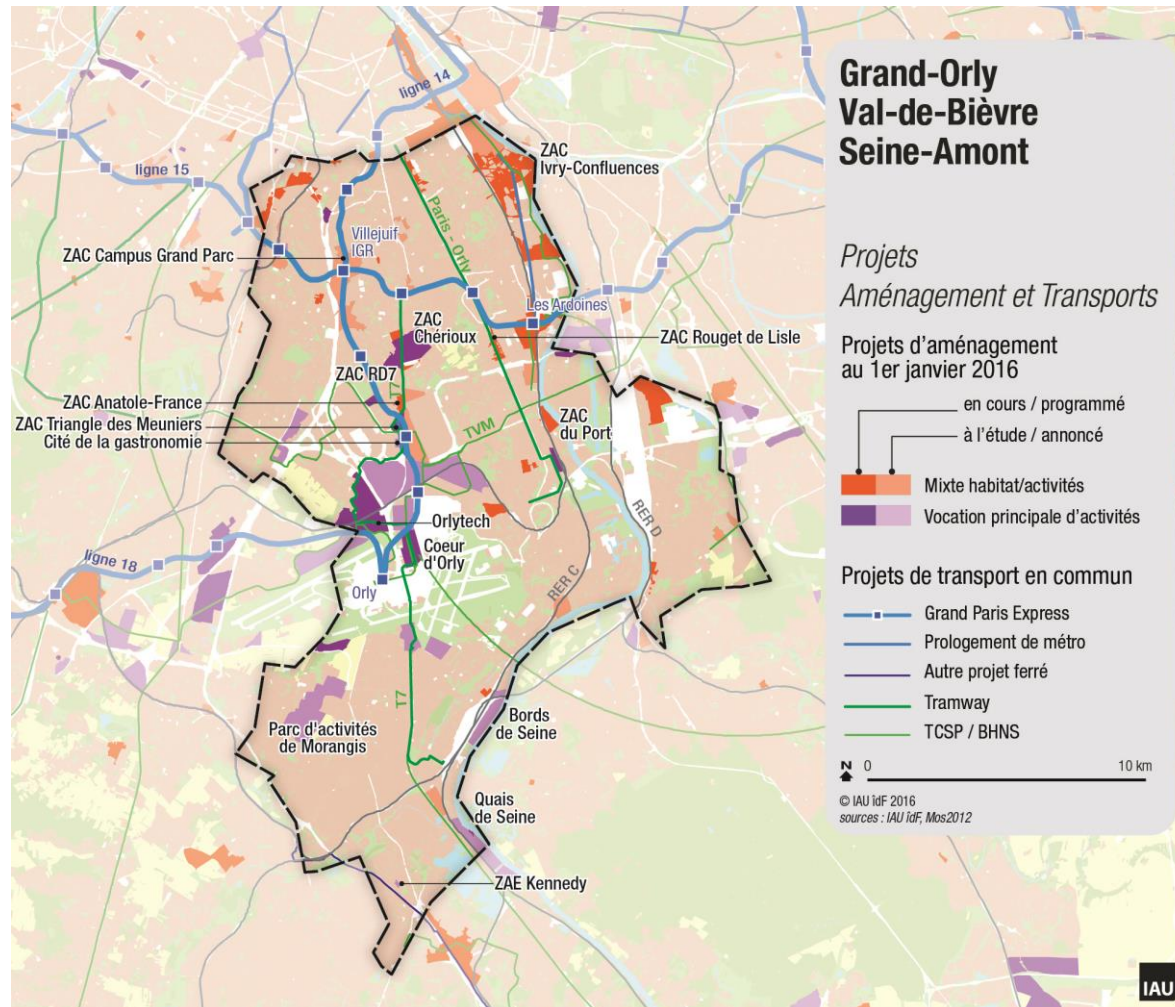 Grand-Orly
Val-de-Bièvre
Seine-Amont
Projets
Aménagement et Transports
Projets d'aménagement
au 1er janvier 2016
en cours / programmé
à l'étude / annoncé
Mixte habitat/activités
Vocation principale d'activités
Projets de transport en commun
Grand Paris Express
Prologement de métro
Autre projet ferré
Tramway
TCSP / BHNS
N 0 10 km
© IAU îdF 2016
sources : IAU îdF, Mos2012
IAU
ligne 14
ligne 15
ZAC
Ivry-Confluences
Paris - Orly
Villejuif
IGR
ZAC Campus Grand Parc
Les Ardoines
ZAC
Chérioux
ZAC Rouget de Lisle
ZAC RD7
ZAC Anatole-France
ZAC Triangle des Meuniers
Cité de la gastronomie
TVM
ZAC
du Port
Orlytech
Coeur
d'Orly
ligne 18
Orly
RER C
RER D
T7
Parc d'activités
de Morangis
Bords
de Seine
Quais
de Seine
ZAE Kennedy